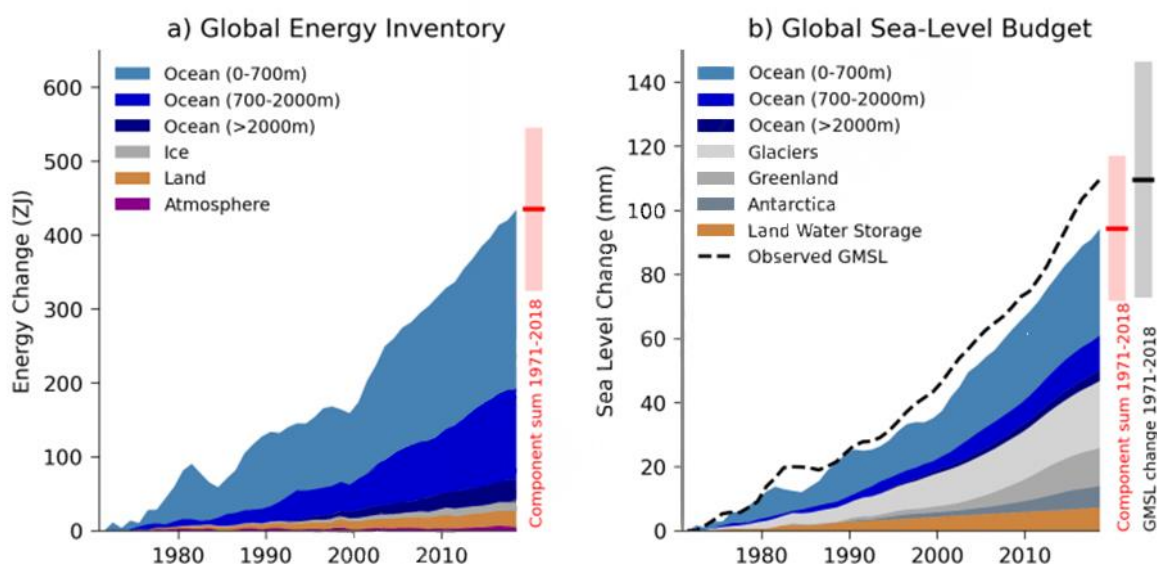 a) Global Energy Inventory
Energy Change (ZJ)
600
500
400
300
200
100
0
Ocean (0-700m)
Ocean (700-2000m)
Ocean (>2000m)
Ice
Land
Atmosphere
1980
1990
2000
2010
Component sum 1971-2018
b) Global Sea-Level Budget
Sea Level Change (mm)
140
120
100
80
60
40
20
0
Ocean (0-700m)
Ocean (700-2000m)
Ocean (>2000m)
Glaciers
Greenland
Antarctica
Land Water Storage
Observed GMSL
1980
1990
2000
2010
Component sum 1971-2018
GMSL change 1971-2018